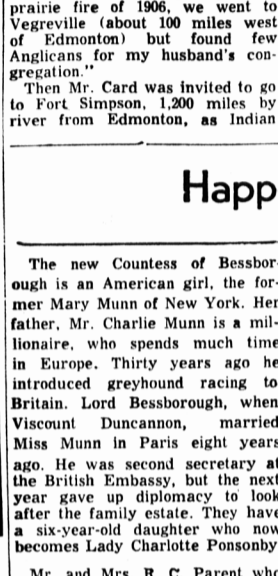 prairie fire of 1906, we went to
Vegreville (about 100 miles west
of Edmonton) but found few
Anglicans for my husband's con-
gregation."
Then Mr. Card was invited to go
to Fort Simpson, 1,200 miles by
river from Edmonton, as Indian
Happ
The new Countess of Bessbor-
ough is an American girl, the for-
mer Mary Munn of New York. Her
father, Mr. Charlie Munn is a mil-
lionaire, who spends much time
in Europe. Thirty years ago he
introduced greyhound racing to
Britain. Lord Bessborough, when
Viscount Duncannon, married
Miss Munn in Paris eight years
ago. He was second secretary at
the British Embassy, but the next
year gave up diplomacy to look
after the family estate. They have
a six-year-old daughter who now
becomes Lady Charlotte Ponsonby
Mr. and Mrs. R. C. Parent who